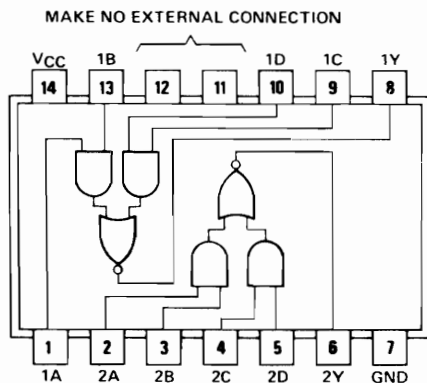 MAKE NO EXTERNAL CONNECTION
VCC 1B 1D 1C 1Y
14 13 12 11 10 9 8
1 2 3 4 5 6 7
1A 2A 2B 2C 2D 2Y GND